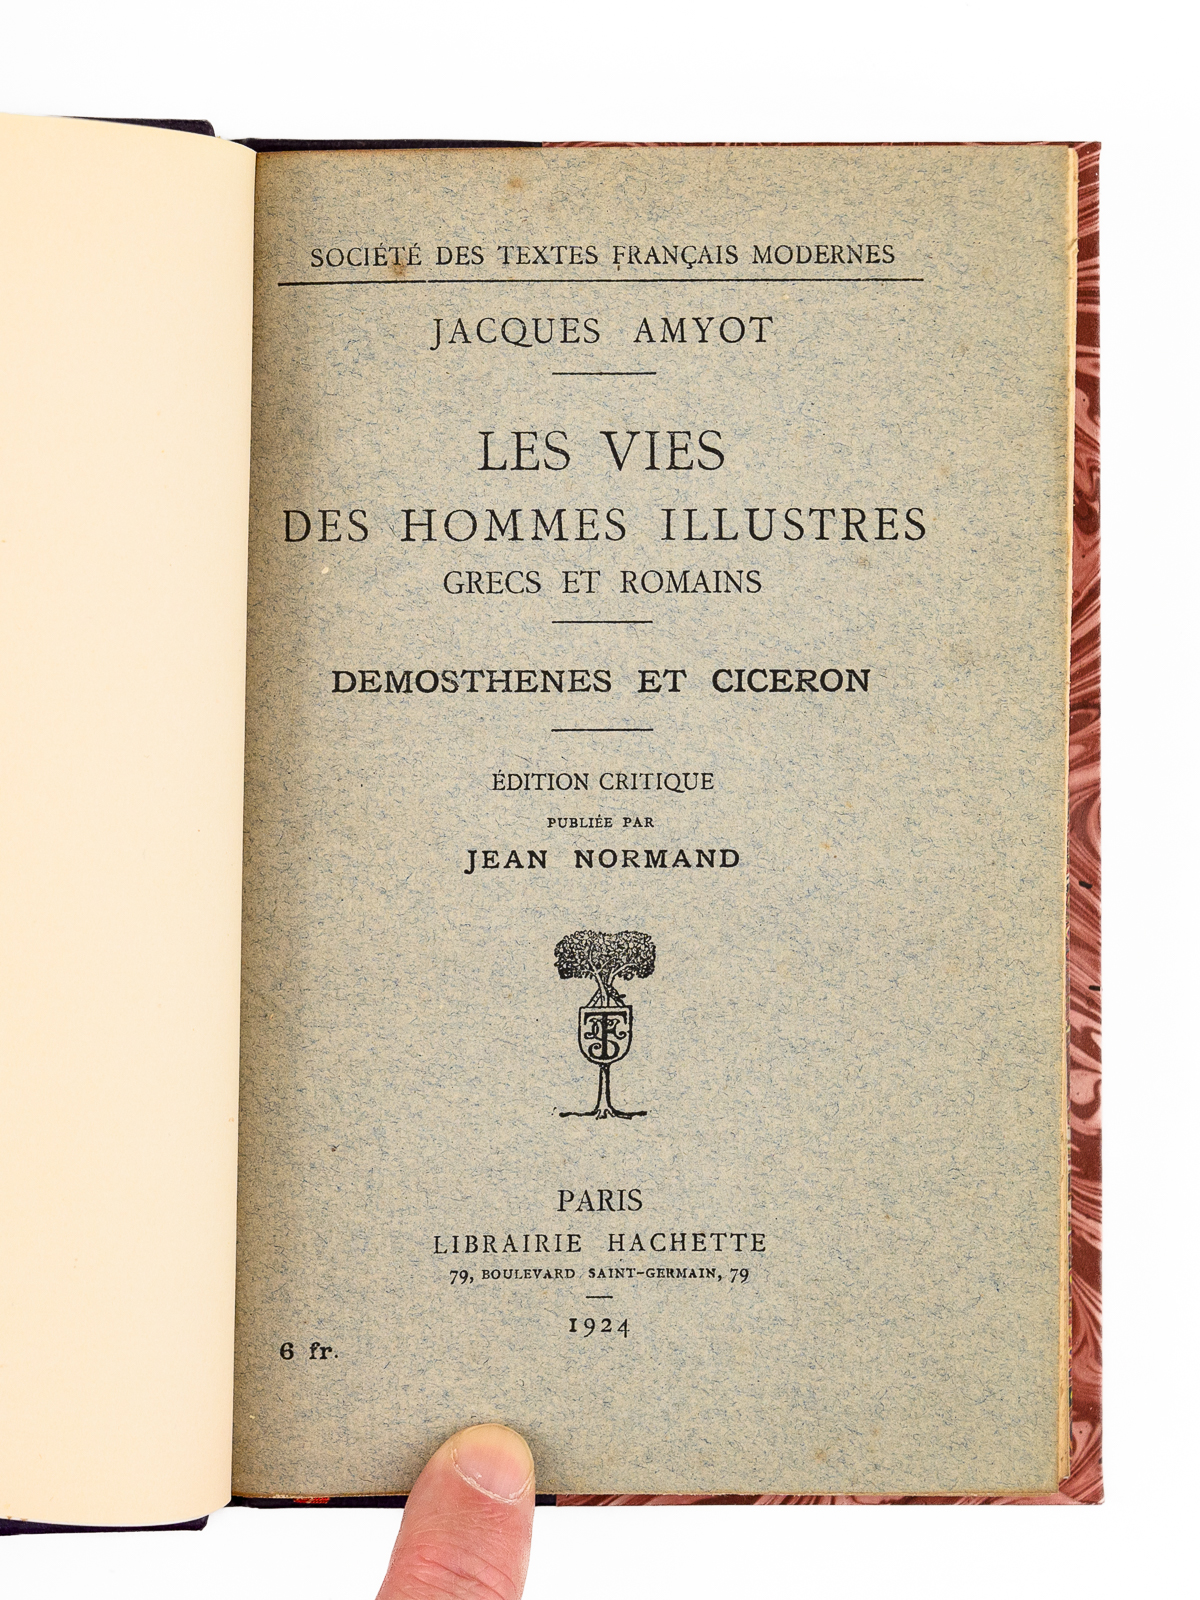 SOCIÉTÉ DES TEXTES FRANÇAIS MODERNES
JACQUES AMYOT
LES VIES
DES HOMMES ILLUSTRES
GRECS ET ROMAINS
DEMOSTHENES ET CICERON
ÉDITION CRITIQUE
PUBLIÉE PAR
JEAN NORMAND
PARIS
LIBRAIRIE HACHETTE
79, BOULEVARD SAINT-GERMAIN, 79
1924
6 fr.